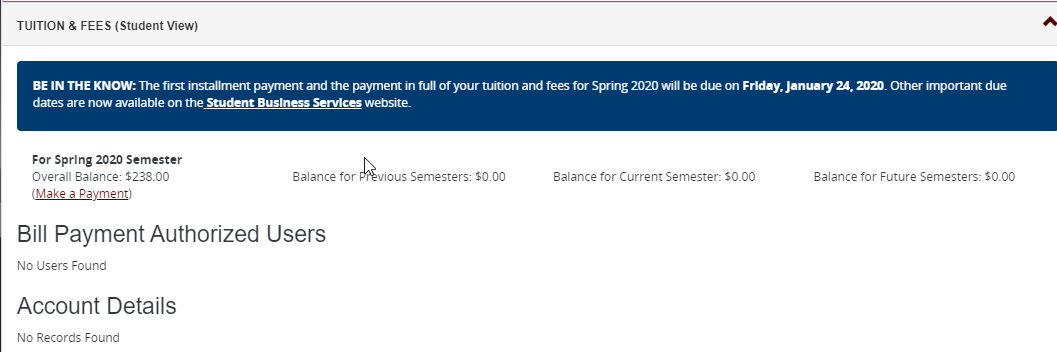 TUITION & FEES (Student View)
BE IN THE KNOW: The first installment payment and the payment in full of your tuition and fees for Spring 2020 will be due on Friday, January 24, 2020. Other important due
dates are now available on the Student Business Services website.
For Spring 2020 Semester
Overall Balance: $238.00 Balance for Previous Semesters: $0.00 Balance for Current Semester: $0.00 Balance for Future Semesters: $0.00
(Make a Payment)
Bill Payment Authorized Users
No Users Found
Account Details
No Records Found